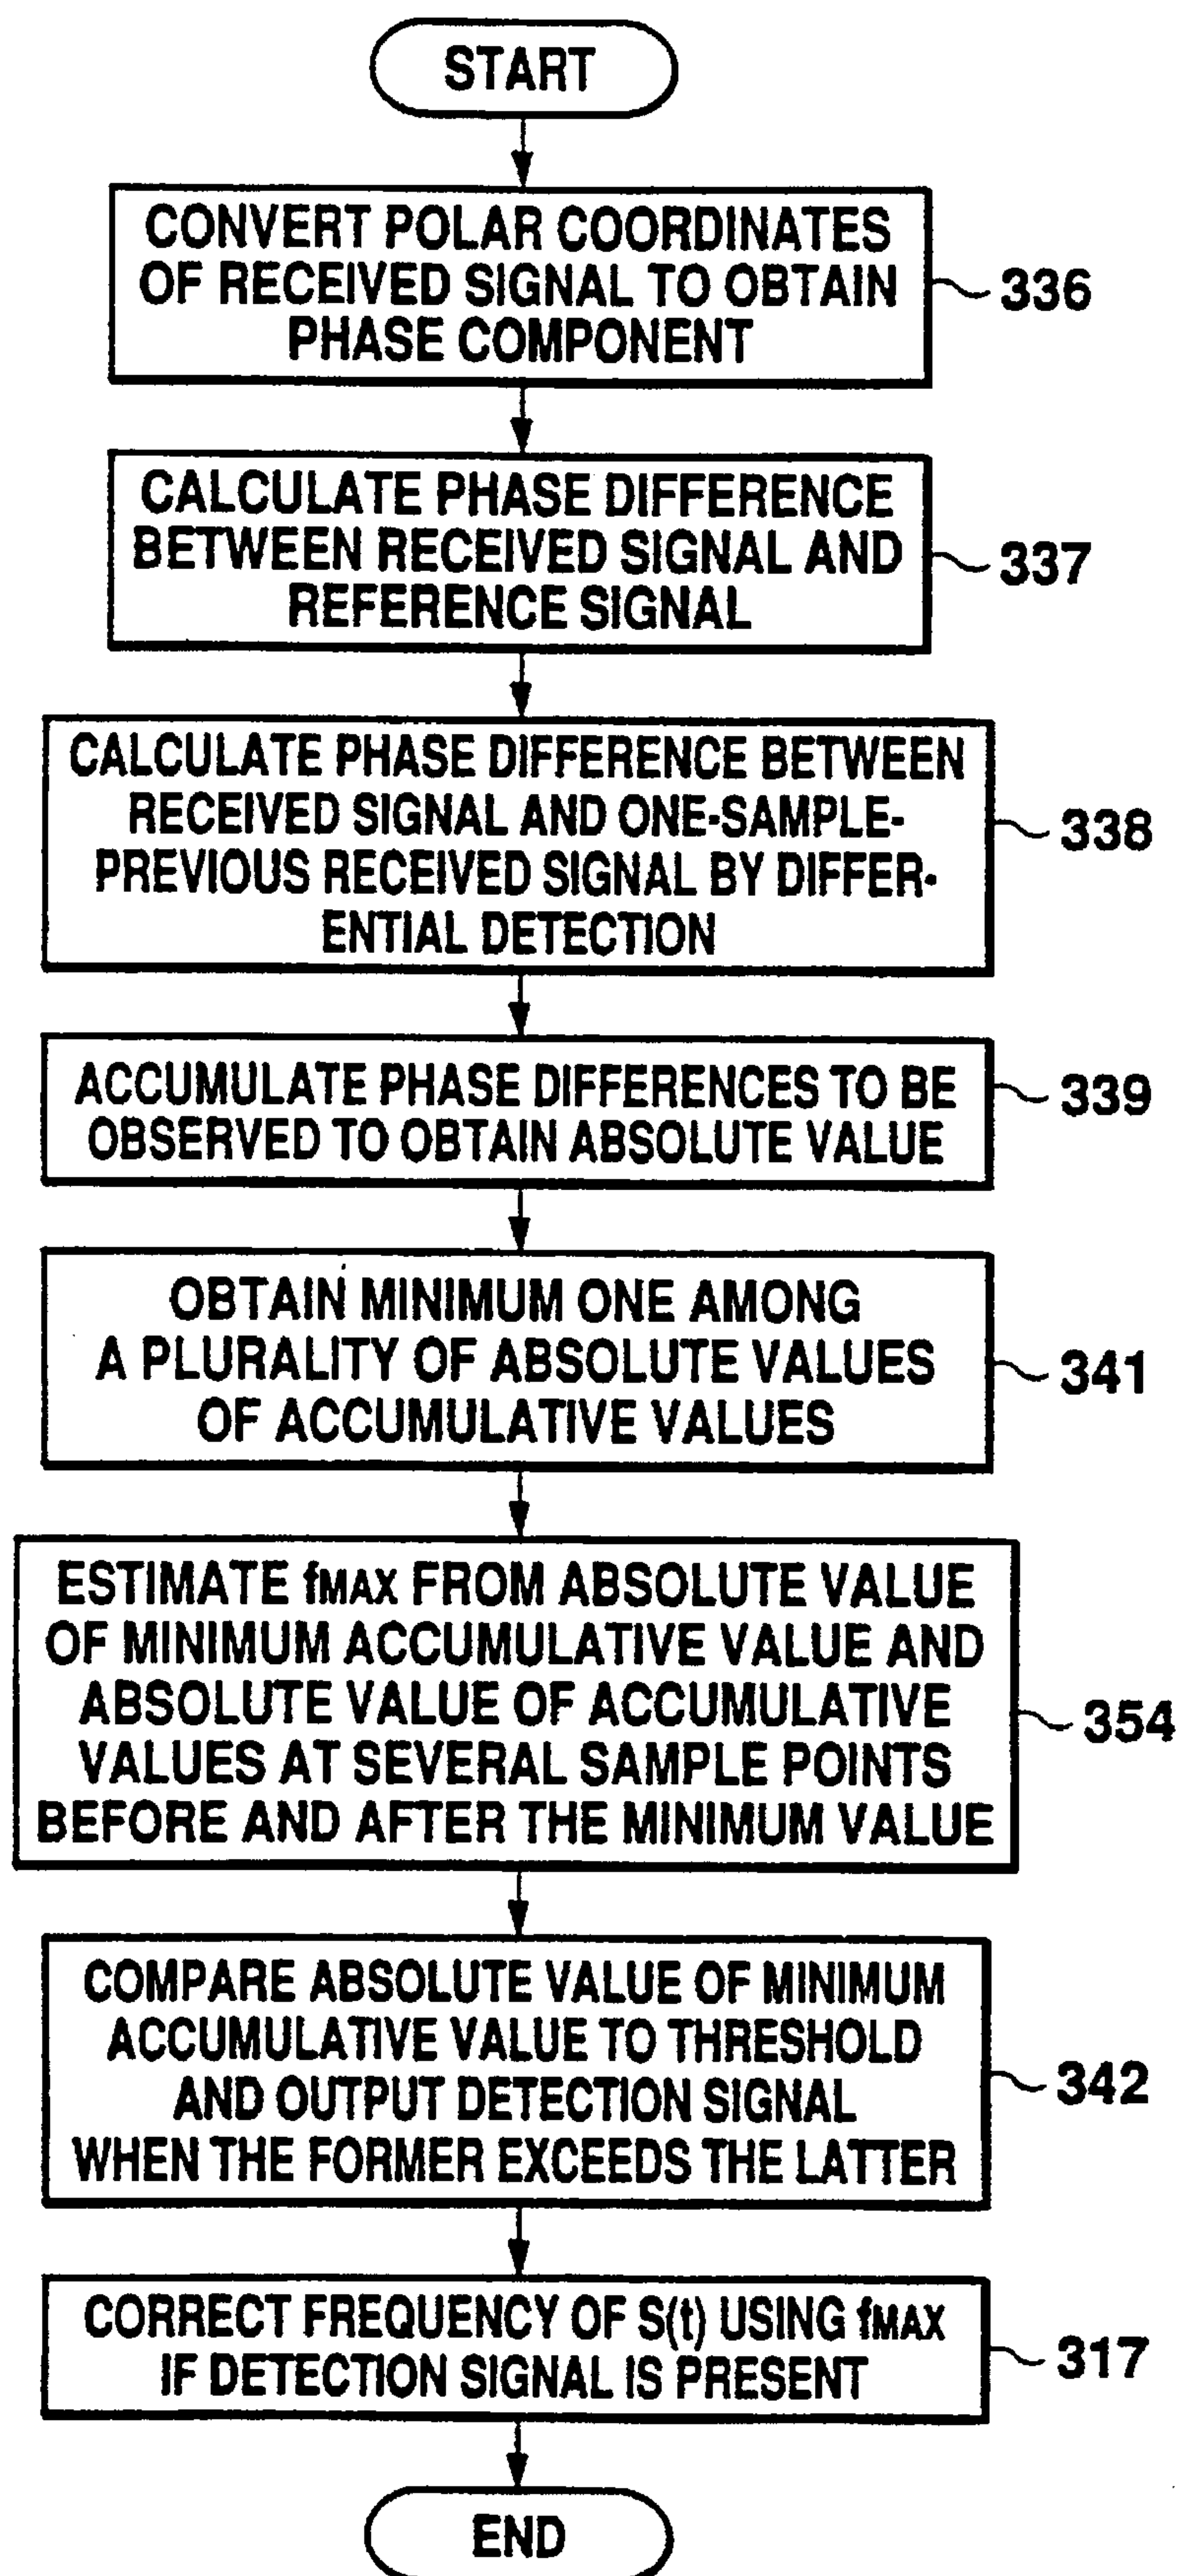 START
CONVERT POLAR COORDINATES
OF RECEIVED SIGNAL TO OBTAIN
PHASE COMPONENT
336
CALCULATE PHASE DIFFERENCE
BETWEEN RECEIVED SIGNAL AND
REFERENCE SIGNAL
337
CALCULATE PHASE DIFFERENCE BETWEEN
RECEIVED SIGNAL AND ONE-SAMPLE-
PREVIOUS RECEIVED SIGNAL BY DIFFER-
ENTIAL DETECTION
338
ACCUMULATE PHASE DIFFERENCES TO BE
OBSERVED TO OBTAIN ABSOLUTE VALUE
339
OBTAIN MINIMUM ONE AMONG
A PLURALITY OF ABSOLUTE VALUES
OF ACCUMULATIVE VALUES
341
ESTIMATE fMAX FROM ABSOLUTE VALUE
OF MINIMUM ACCUMULATIVE VALUE AND
ABSOLUTE VALUE OF ACCUMULATIVE
VALUES AT SEVERAL SAMPLE POINTS
BEFORE AND AFTER THE MINIMUM VALUE
354
COMPARE ABSOLUTE VALUE OF MINIMUM
ACCUMULATIVE VALUE TO THRESHOLD
AND OUTPUT DETECTION SIGNAL
WHEN THE FORMER EXCEEDS THE LATTER
342
CORRECT FREQUENCY OF S(t) USING fMAX
IF DETECTION SIGNAL IS PRESENT
317
END